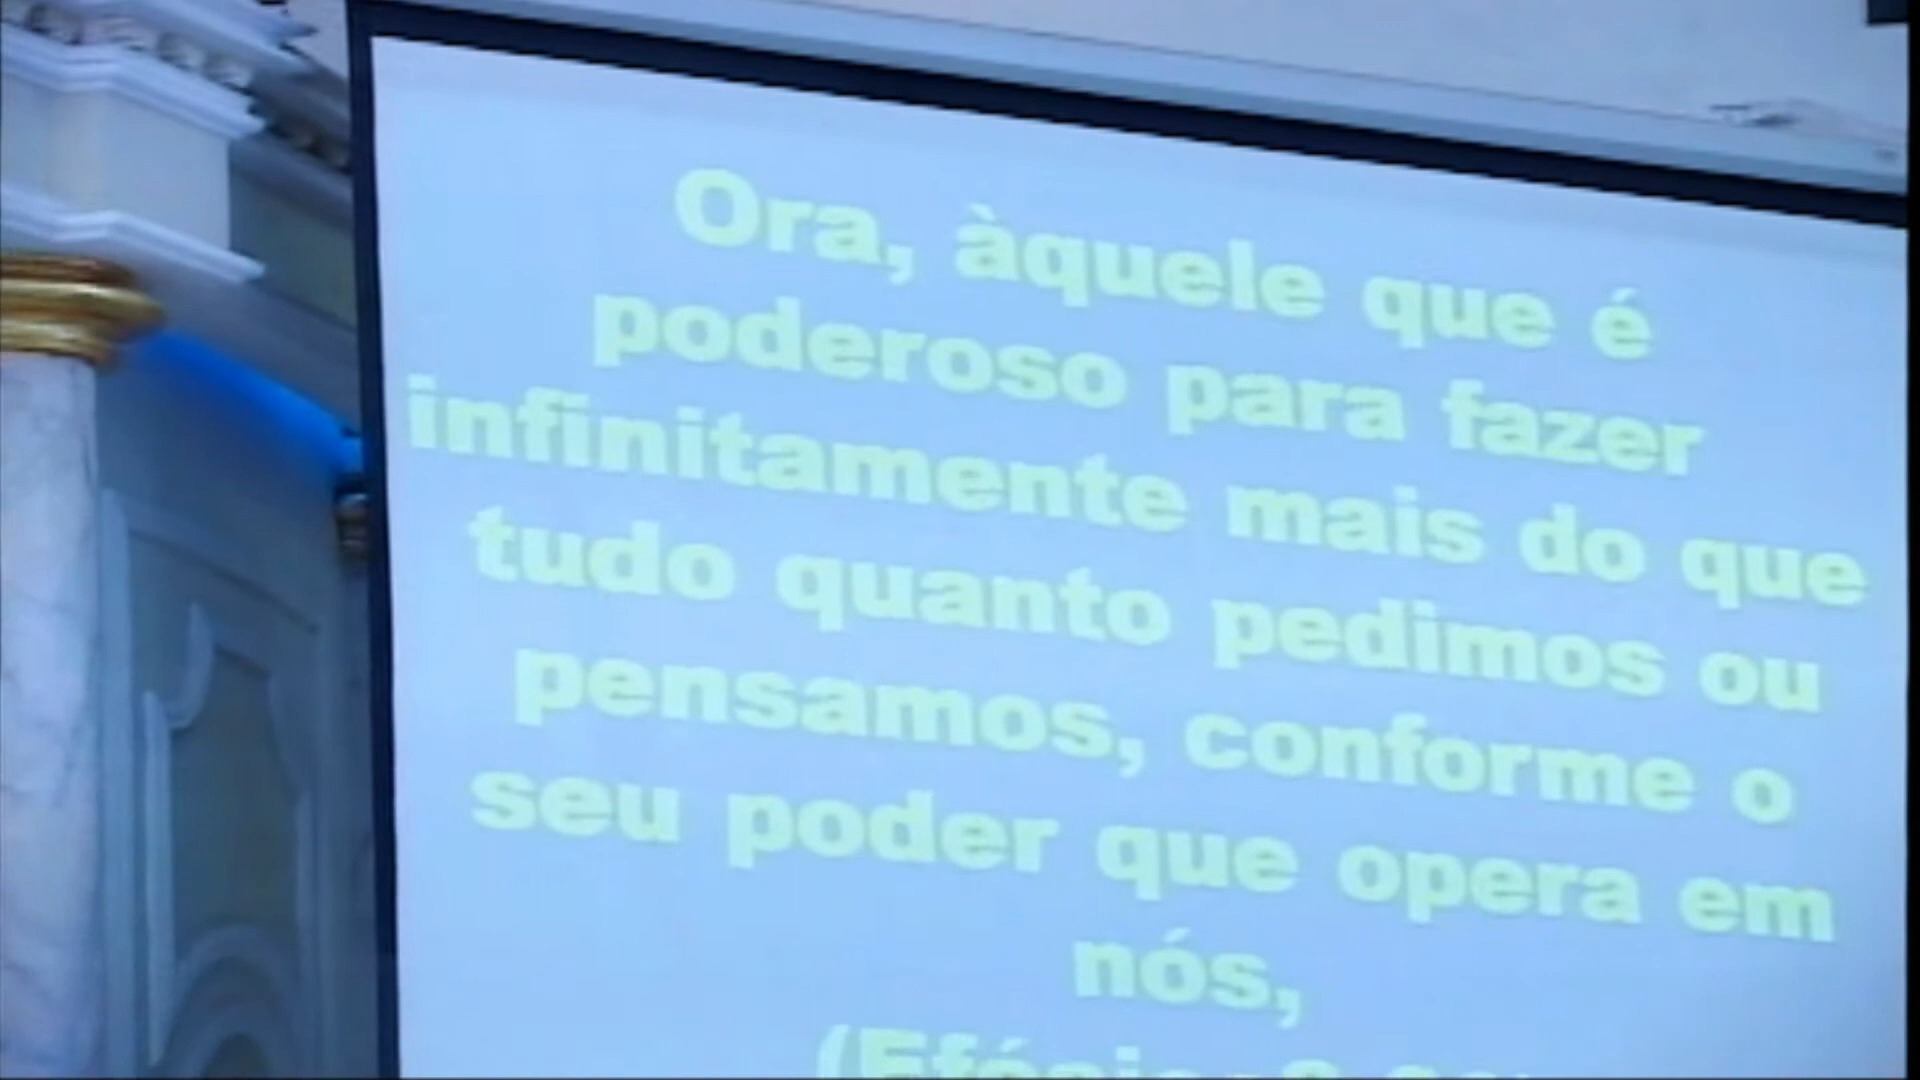 Ora, àquele que é
poderoso para fazer
infinitamente mais do que
tudo quanto pedimos ou
pensamos, conforme o
seu poder que opera em
nós,